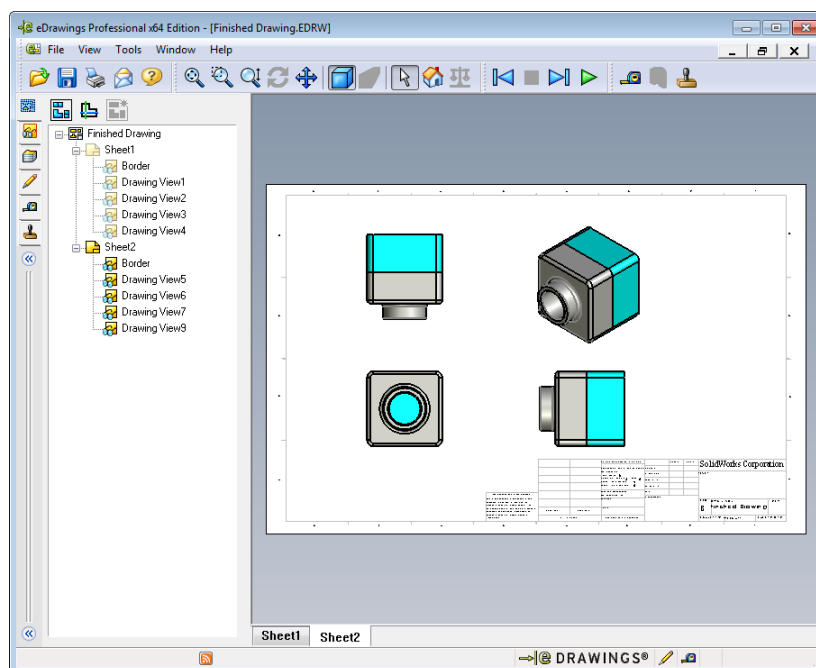 eDrawings Professional x64 Edition - [Finished Drawing.EDRW]
File View Tools Window Help
Finished Drawing
Sheet1
Border
Drawing View1
Drawing View2
Drawing View3
Drawing View4
Sheet2
Border
Drawing View5
Drawing View6
Drawing View7
Drawing View9
SolidWorks Corporation
B Finished Drawing
Sheet1 Sheet2
e DRAWINGS®